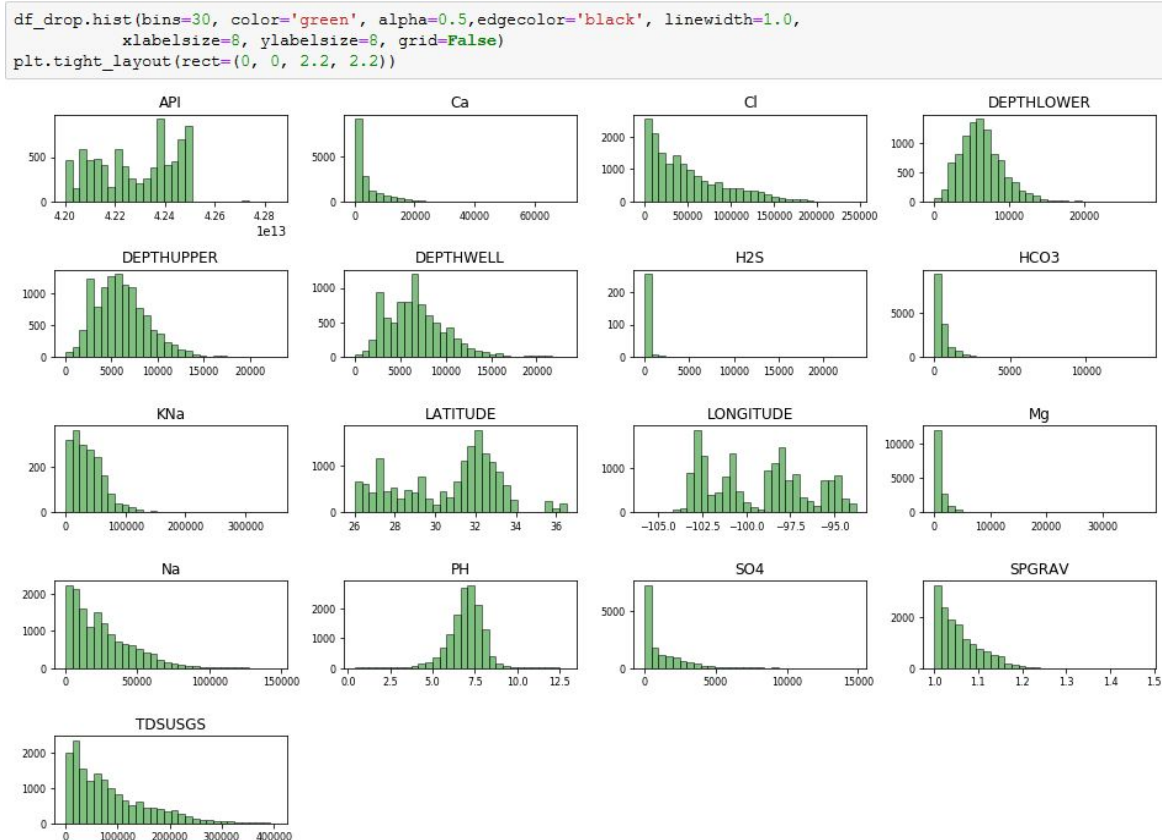 df_drop.hist(bins=30, color='green', alpha=0.5,edgecolor='black', linewidth=1.0,
xlabelsize=8, ylabelsize=8, grid=False)
plt.tight_layout(rect=(0, 0, 2.2, 2.2))
API
500
0
4.20 4.22 4.24 4.26 4.28
1e13
Ca
5000
0
0 20000 40000 60000
Cl
2000
1000
0
0 50000 100000 150000 200000 250000
DEPTHLOWER
1000
500
0
0 10000 20000
DEPTHUPPER
1000
500
0
0 5000 10000 15000 20000
DEPTHWELL
1000
500
0
0 5000 10000 15000 20000
H2S
200
100
0
0 5000 10000 15000 20000
HCO3
5000
0
0 5000 10000
KNa
200
0
0 100000 200000 300000
LATITUDE
1000
0
26 28 30 32 34 36
LONGITUDE
1000
0
−105.0 −102.5 −100.0 −97.5 −95.0
Mg
10000
5000
0
0 10000 20000 30000
Na
2000
1000
0
0 50000 100000 150000
PH
2000
1000
0
0.0 2.5 5.0 7.5 10.0 12.5
SO4
5000
0
0 5000 10000 15000
SPGRAV
2000
0
1.0 1.1 1.2 1.3 1.4 1.5
TDSUSGS
2000
1000
0
0 100000 200000 300000 400000